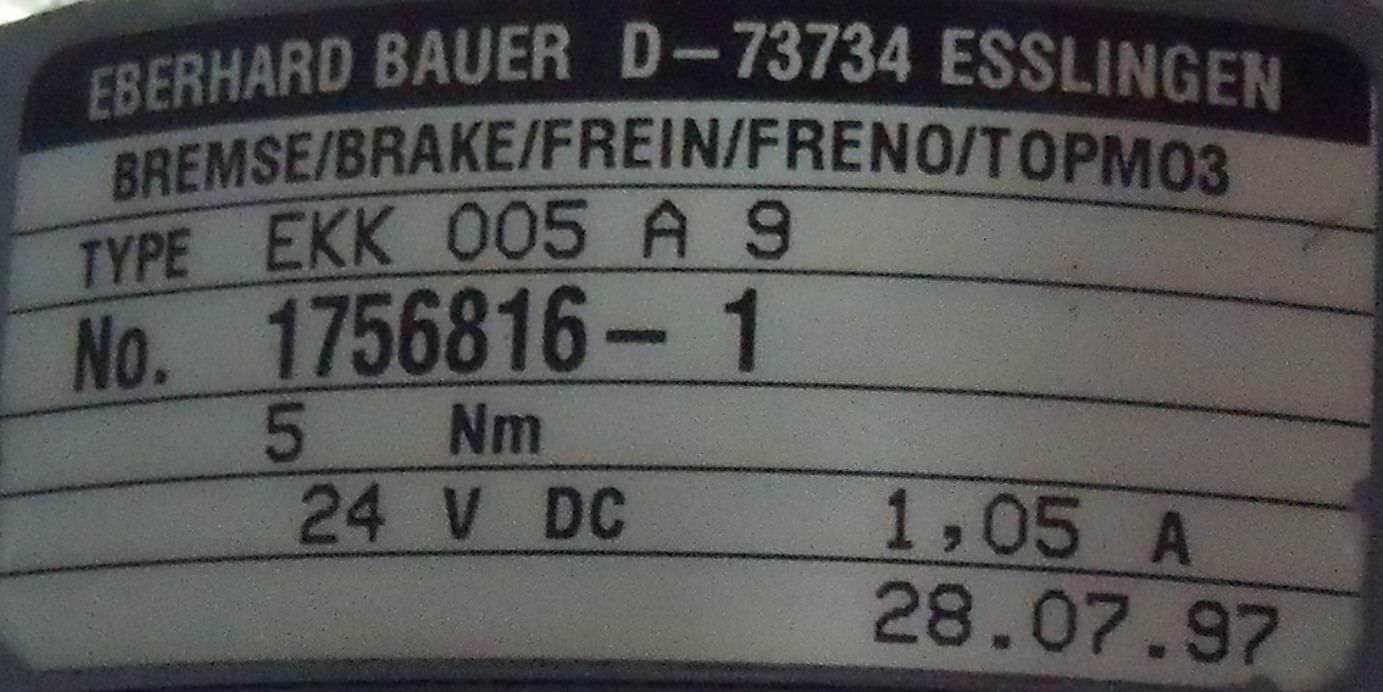 EBERHARD BAUER D-73734 ESSLINGEN
BREMSE/BRAKE/FREIN/FRENO/ТОРМОЗ
TYPE EKK 005 A 9
No. 1756816- 1
5 Nm
24 V DC 1,05 A
28.07.97